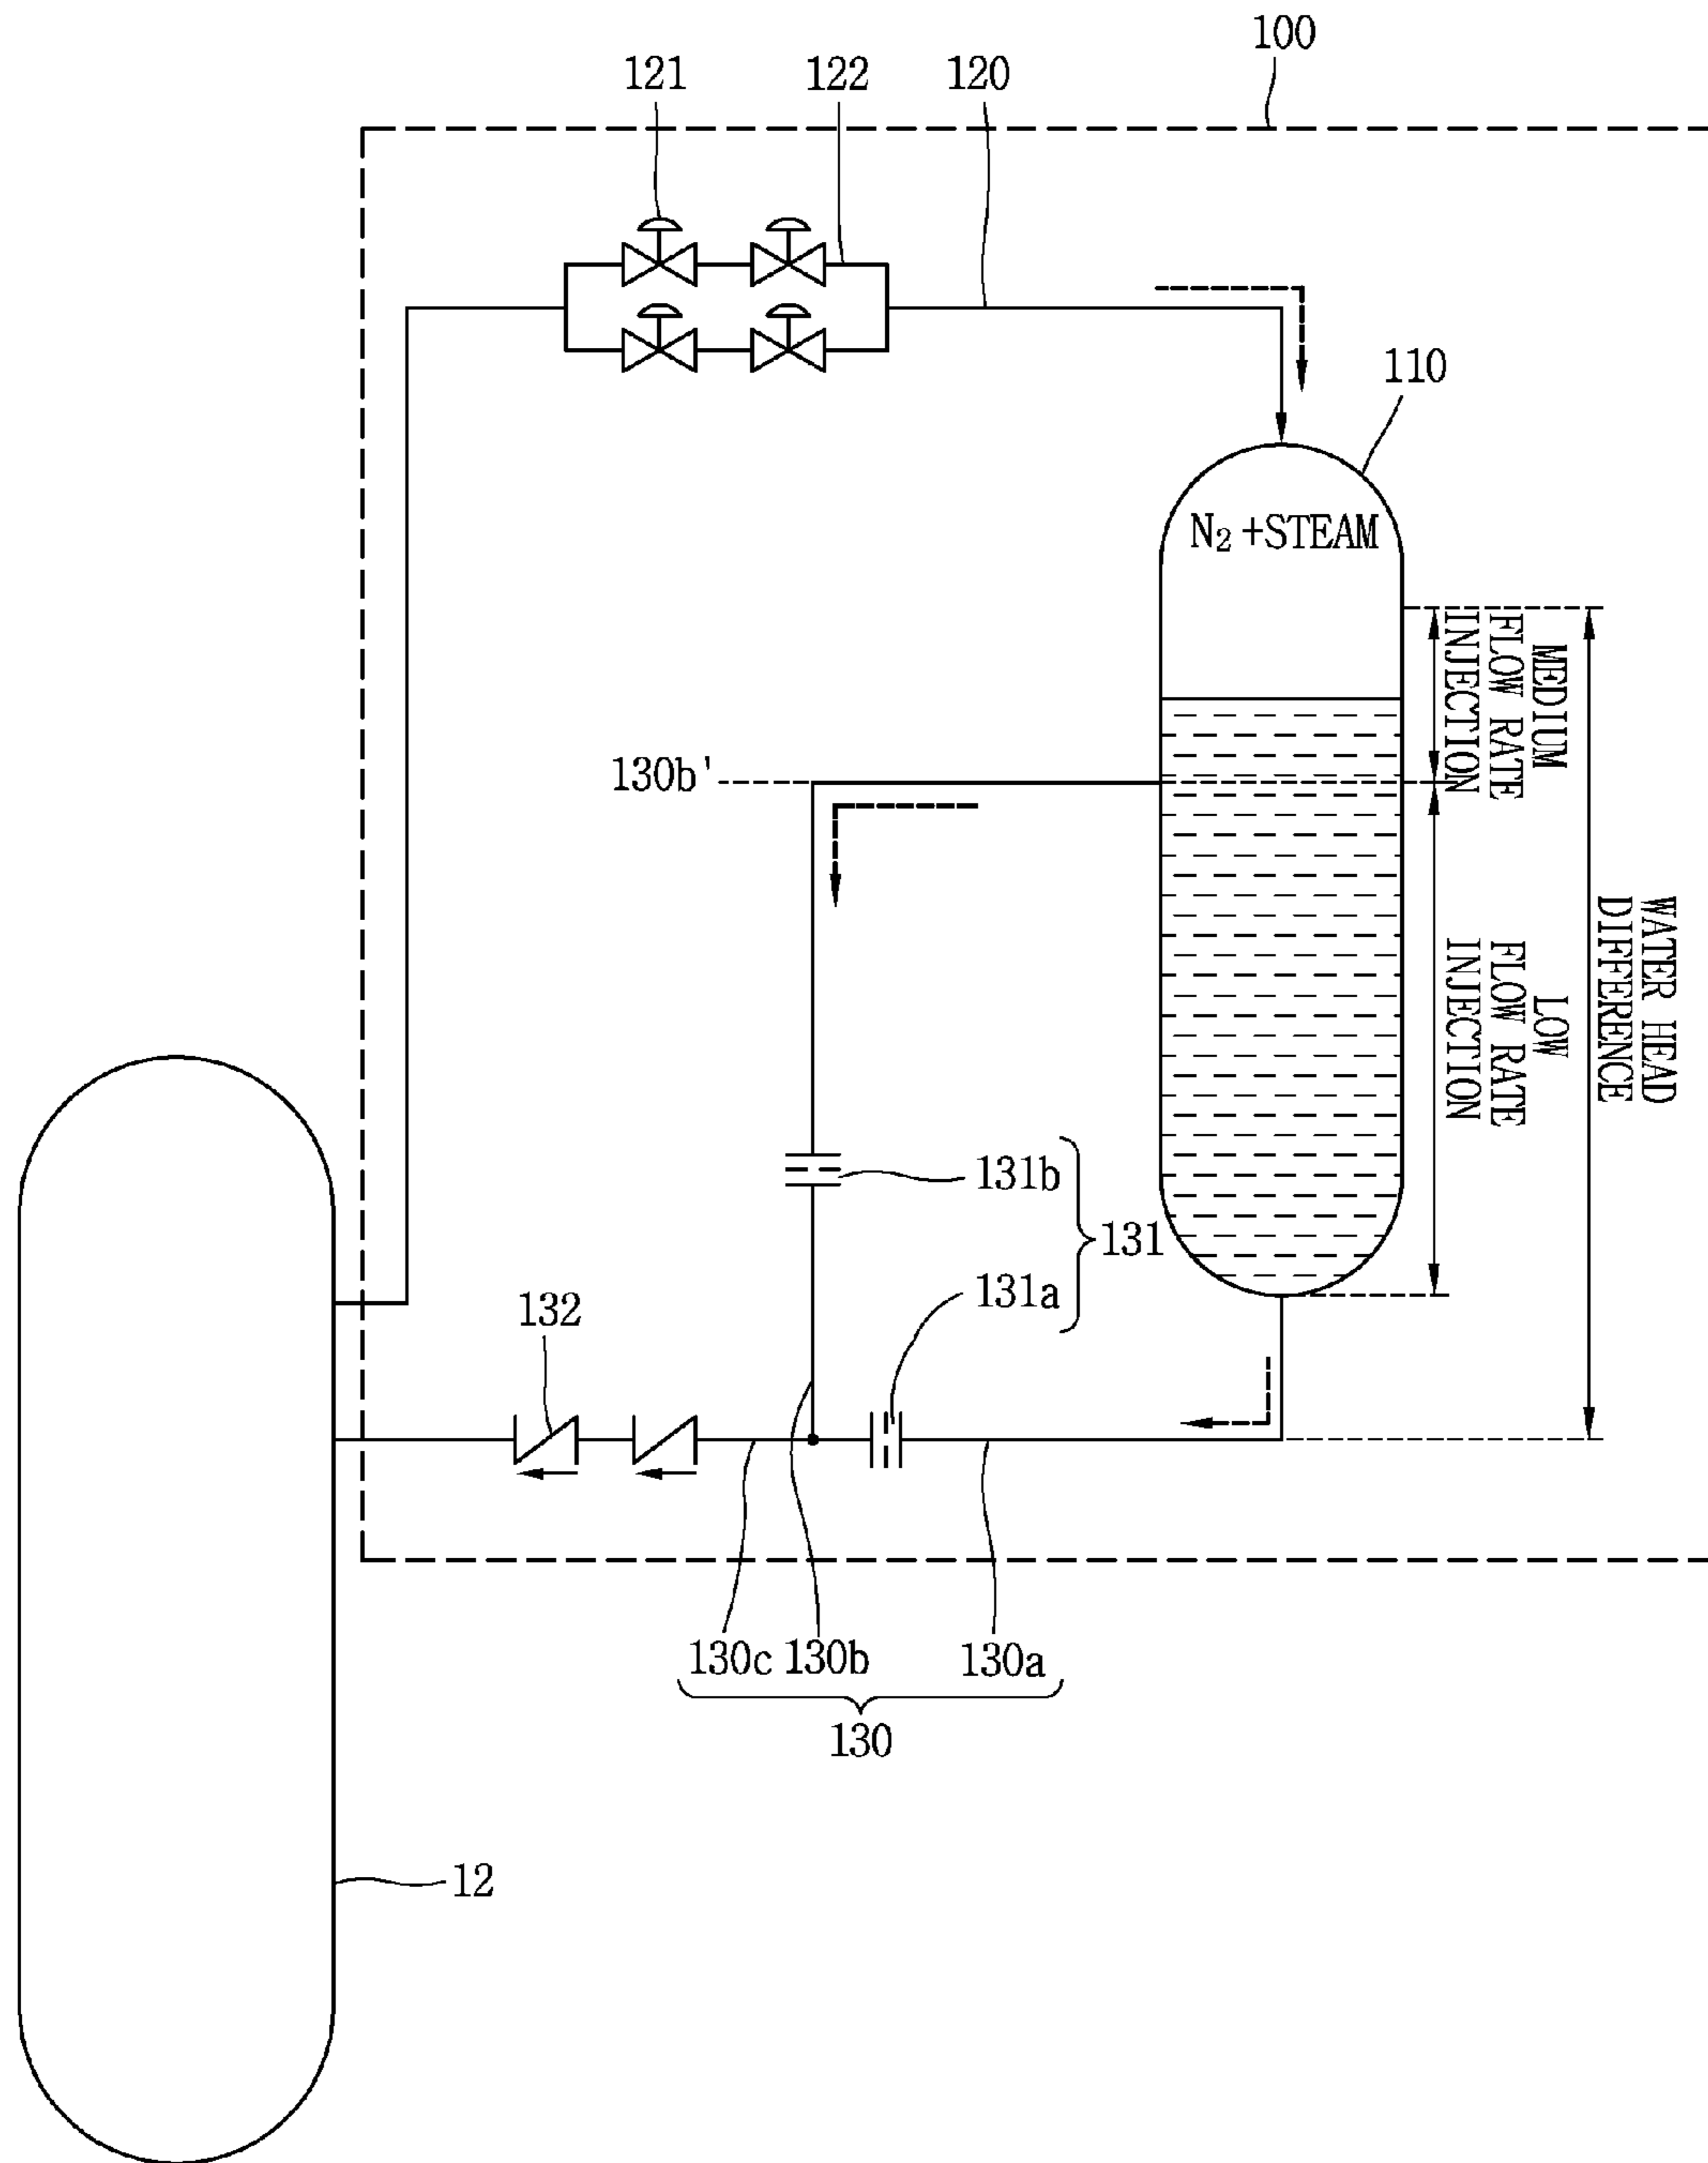 100
121
122
120
110
N₂ +STEAM
MEDIUM
FLOW RATE
INJECTION
130b'
WATER HEAD
DIFFERENCE
LOW
FLOW RATE
INJECTION
131b
131
131a
132
130c
130b
130a
130
12